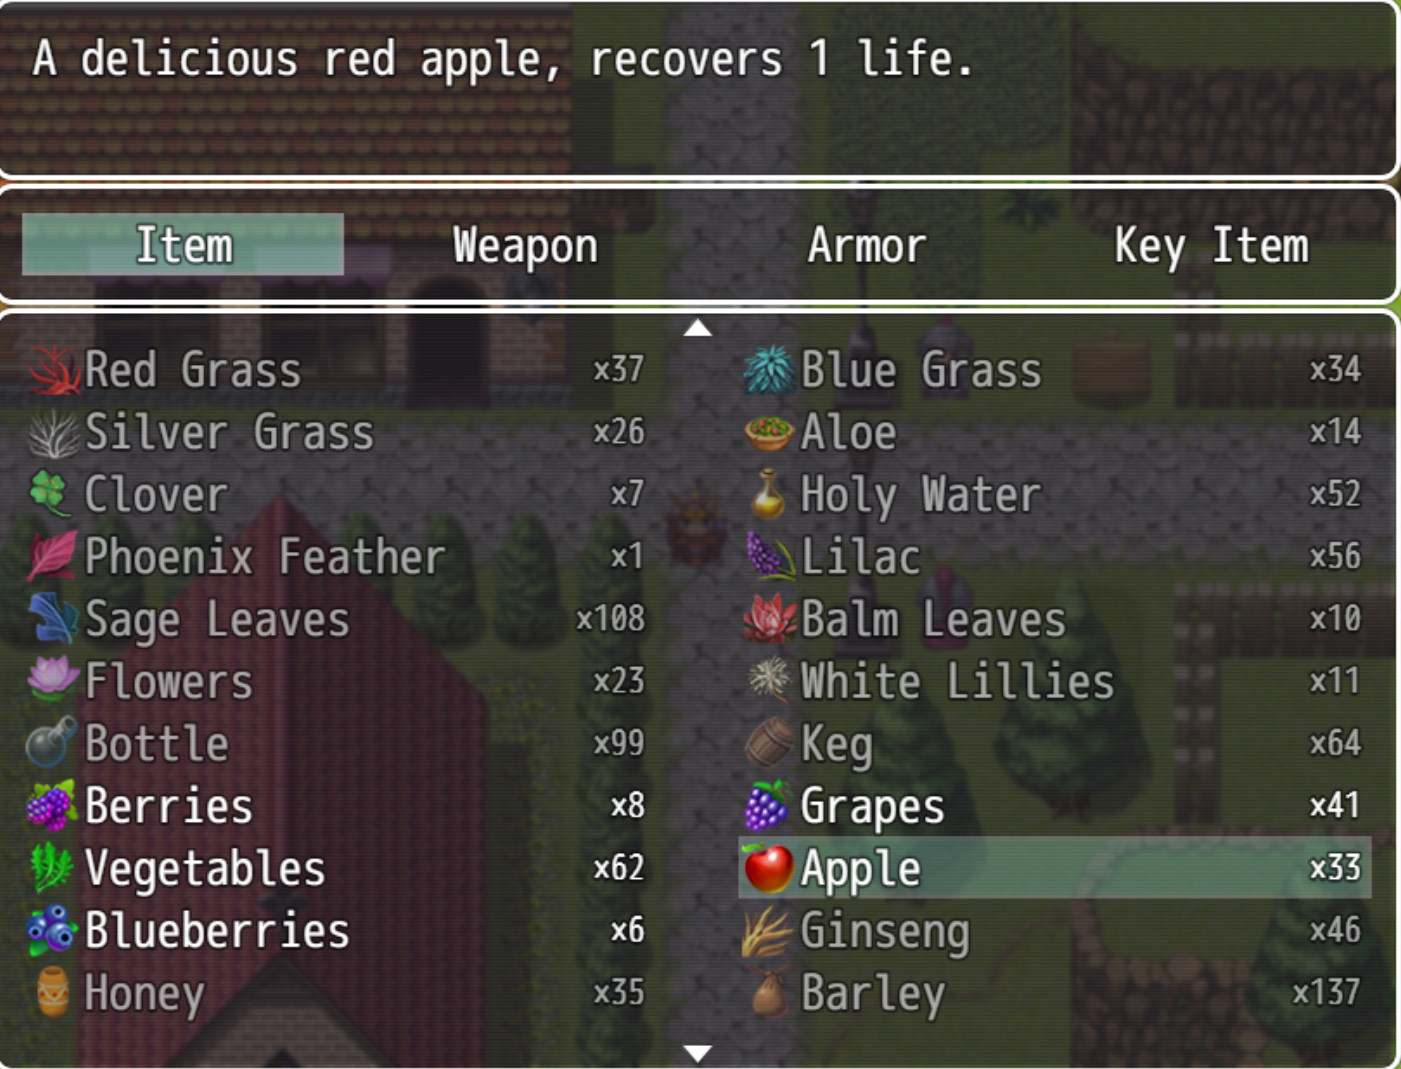 A delicious red apple, recovers 1 life.
Item Weapon Armor Key Item
Red Grass x37 Blue Grass x34
Silver Grass x26 Aloe x14
Clover x7 Holy Water x52
Phoenix Feather x1 Lilac x56
Sage Leaves x108 Balm Leaves x10
Flowers x23 White Lillies x11
Bottle x99 Keg x64
Berries x8 Grapes x41
Vegetables x62 Apple x33
Blueberries x6 Ginseng x46
Honey x35 Barley x137